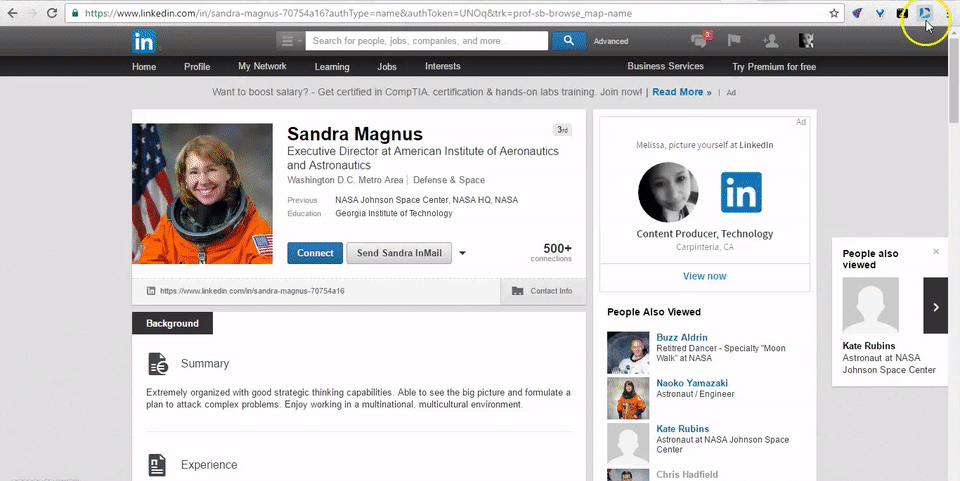 https://www.linkedin.com/in/sandra-magnus-70754a16?authType=name&authToken=UNOq&trk=prof-sb-browse_map-name
in
Search for people, jobs, companies, and more...
Advanced
3
Home Profile My Network Learning Jobs Interests Business Services Try Premium for free
Want to boost salary? - Get certified in CompTIA. certification & hands-on labs training. Join now! | Read More » | Ad
Sandra Magnus
3rd
Executive Director at American Institute of Aeronautics
and Astronautics
Washington D.C. Metro Area | Defense & Space
Previous NASA Johnson Space Center, NASA HQ, NASA
Education Georgia Institute of Technology
Connect
Send Sandra InMail
500+
connections
in https://www.linkedin.com/in/sandra-magnus-70754a16
Contact Info
Background
Summary
Extremely organized with good strategic thinking capabilities. Able to see the big picture and formulate a
plan to attack complex problems. Enjoy working in a multinational, multicultural environment.
Experience
Ad
Melissa, picture yourself at LinkedIn
in
Content Producer, Technology
Carpinteria, CA
View now
People Also Viewed
Buzz Aldrin
Retitred Dancer - Specialty "Moon
Walk" at NASA
Naoko Yamazaki
Astronaut / Engineer
Kate Rubins
Astronaut at NASA Johnson Space
Center
Chris Hadfield
People also
viewed
×
Kate Rubins
Astronaut at NASA
Johnson Space Center